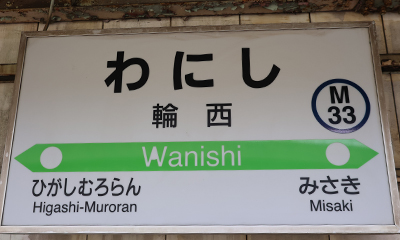 わにし
輪西
M
33
Wanishi
ひがしむろらん
Higashi-Muroran
みさき
Misaki